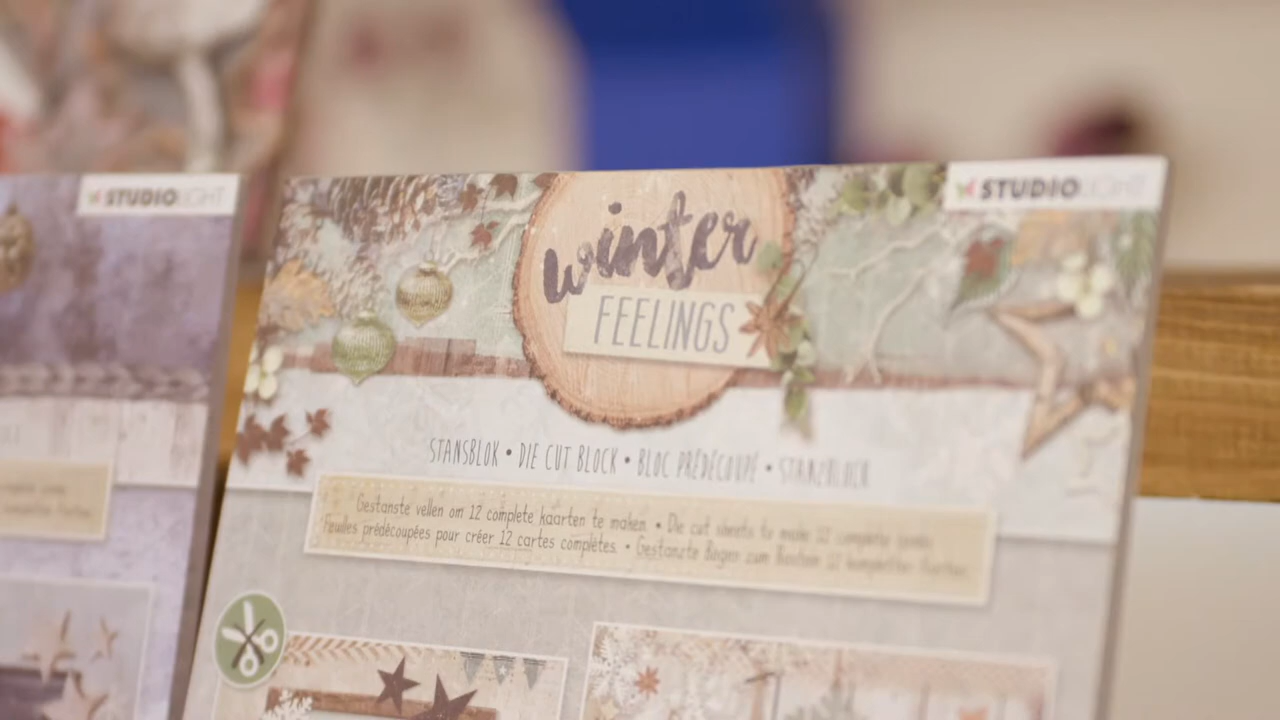 STUDIOLIGHT
STUDIOLIGHT
winter
FEELINGS
STANSBLOK • DIE CUT BLOCK • BLOC PRÉDÉCOUPÉ • STANZBLOCK
Gestanste vellen om 12 complete kaarten te maken. • Die cut sheets to make 12 complete cards.
Feuilles prédécoupées pour créer 12 cartes complètes. • Gestanzte Bogen zum Basteln 12 kompletter Karten.